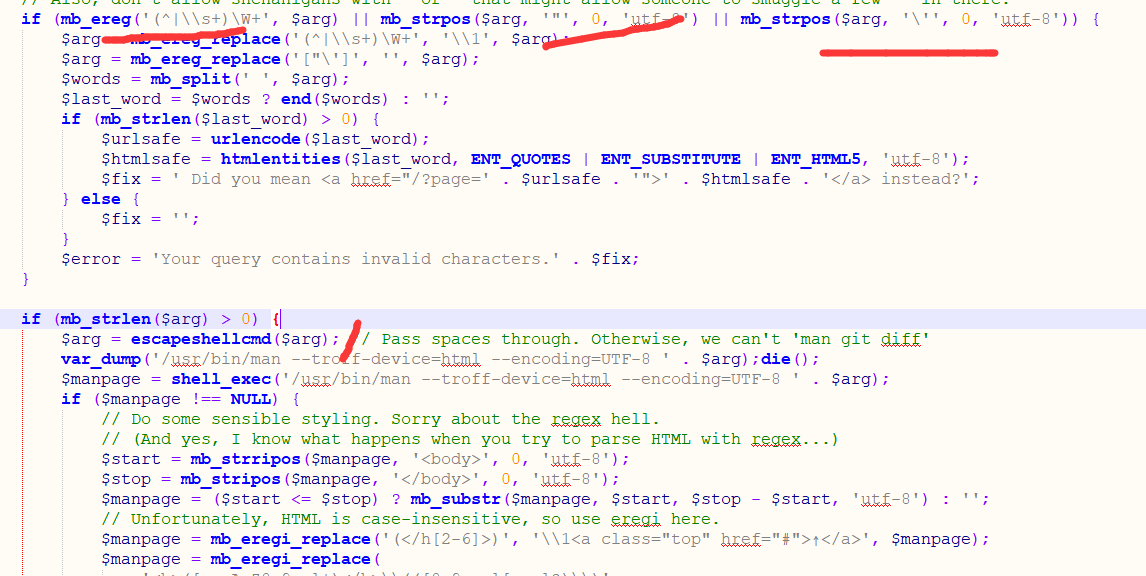 // Also, don't allow shenanigans with that might allow someone to smuggle a few in there.
if (mb_ereg('(^|\\s+)\W+', $arg) || mb_strpos($arg, '"', 0, 'utf-8') || mb_strpos($arg, '\'', 0, 'utf-8')) {
$arg = mb_ereg_replace('(^|\\s+)\W+', '\\1', $arg);
$arg = mb_ereg_replace('["\']', '', $arg);
$words = mb_split(' ', $arg);
$last_word = $words ? end($words) : '';
if (mb_strlen($last_word) > 0) {
$urlsafe = urlencode($last_word);
$htmlsafe = htmlentities($last_word, ENT_QUOTES | ENT_SUBSTITUTE | ENT_HTML5, 'utf-8');
$fix = ' Did you mean <a href="/?page=' . $urlsafe . '">' . $htmlsafe . '</a> instead?';
} else {
$fix = '';
}
$error = 'Your query contains invalid characters.' . $fix;
}
if (mb_strlen($arg) > 0) {
$arg = escapeshellcmd($arg); // Pass spaces through. Otherwise, we can't 'man git diff'
var_dump('/usr/bin/man --troff-device=html --encoding=UTF-8 ' . $arg);die();
$manpage = shell_exec('/usr/bin/man --troff-device=html --encoding=UTF-8 ' . $arg);
if ($manpage !== NULL) {
// Do some sensible styling. Sorry about the regex hell.
// (And yes, I know what happens when you try to parse HTML with regex...)
$start = mb_strripos($manpage, '<body>', 0, 'utf-8');
$stop = mb_stripos($manpage, '</body>', 0, 'utf-8');
$manpage = ($start <= $stop) ? mb_substr($manpage, $start, $stop - $start, 'utf-8') : '';
// Unfortunately, HTML is case-insensitive, so use eregi here.
$manpage = mb_eregi_replace('(</h[2-6]>)', '\\1<a class="top" href="#">↑</a>', $manpage);
$manpage = mb_eregi_replace(